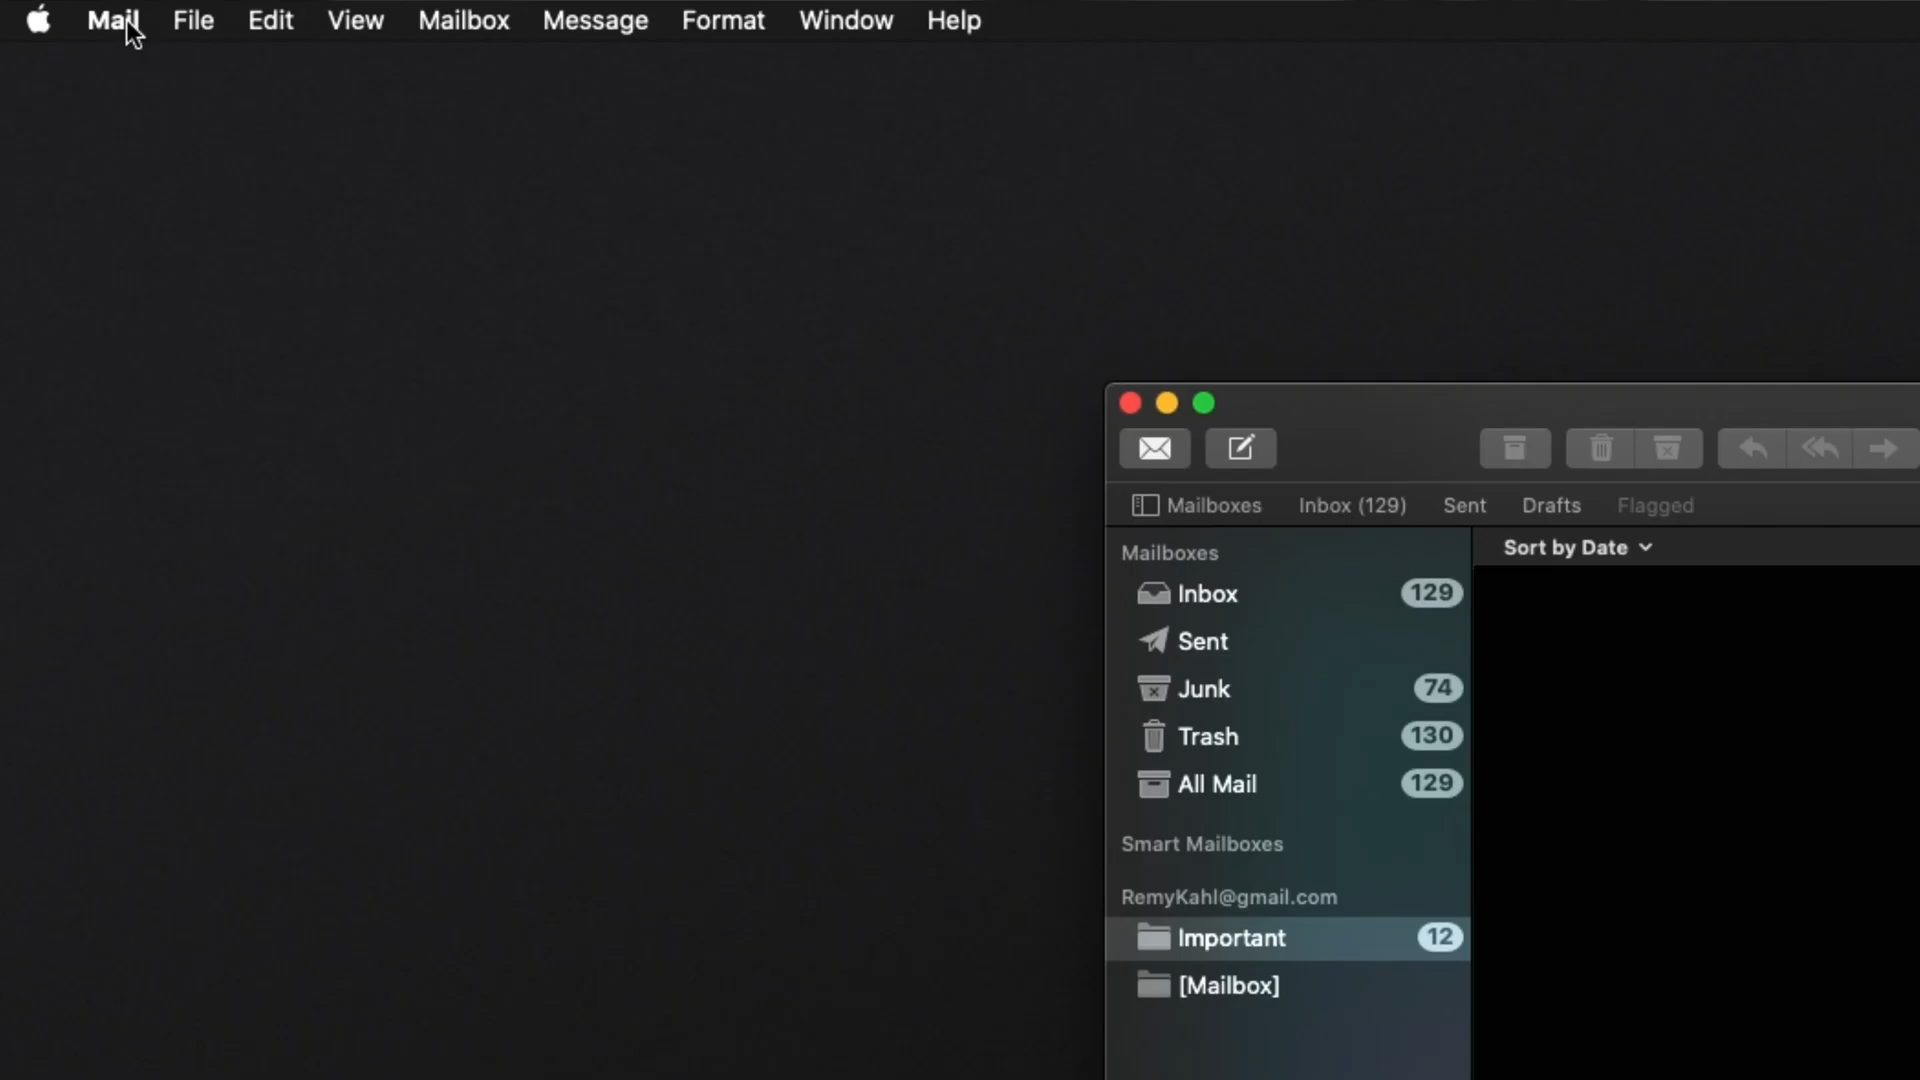 Mail File Edit View Mailbox Message Format Window Help
Mailboxes Inbox (129) Sent Drafts Flagged
Mailboxes
Sort by Date
Inbox 129
Sent
Junk 74
Trash 130
All Mail 129
Smart Mailboxes
RemyKahl@gmail.com
Important 12
[Mailbox]